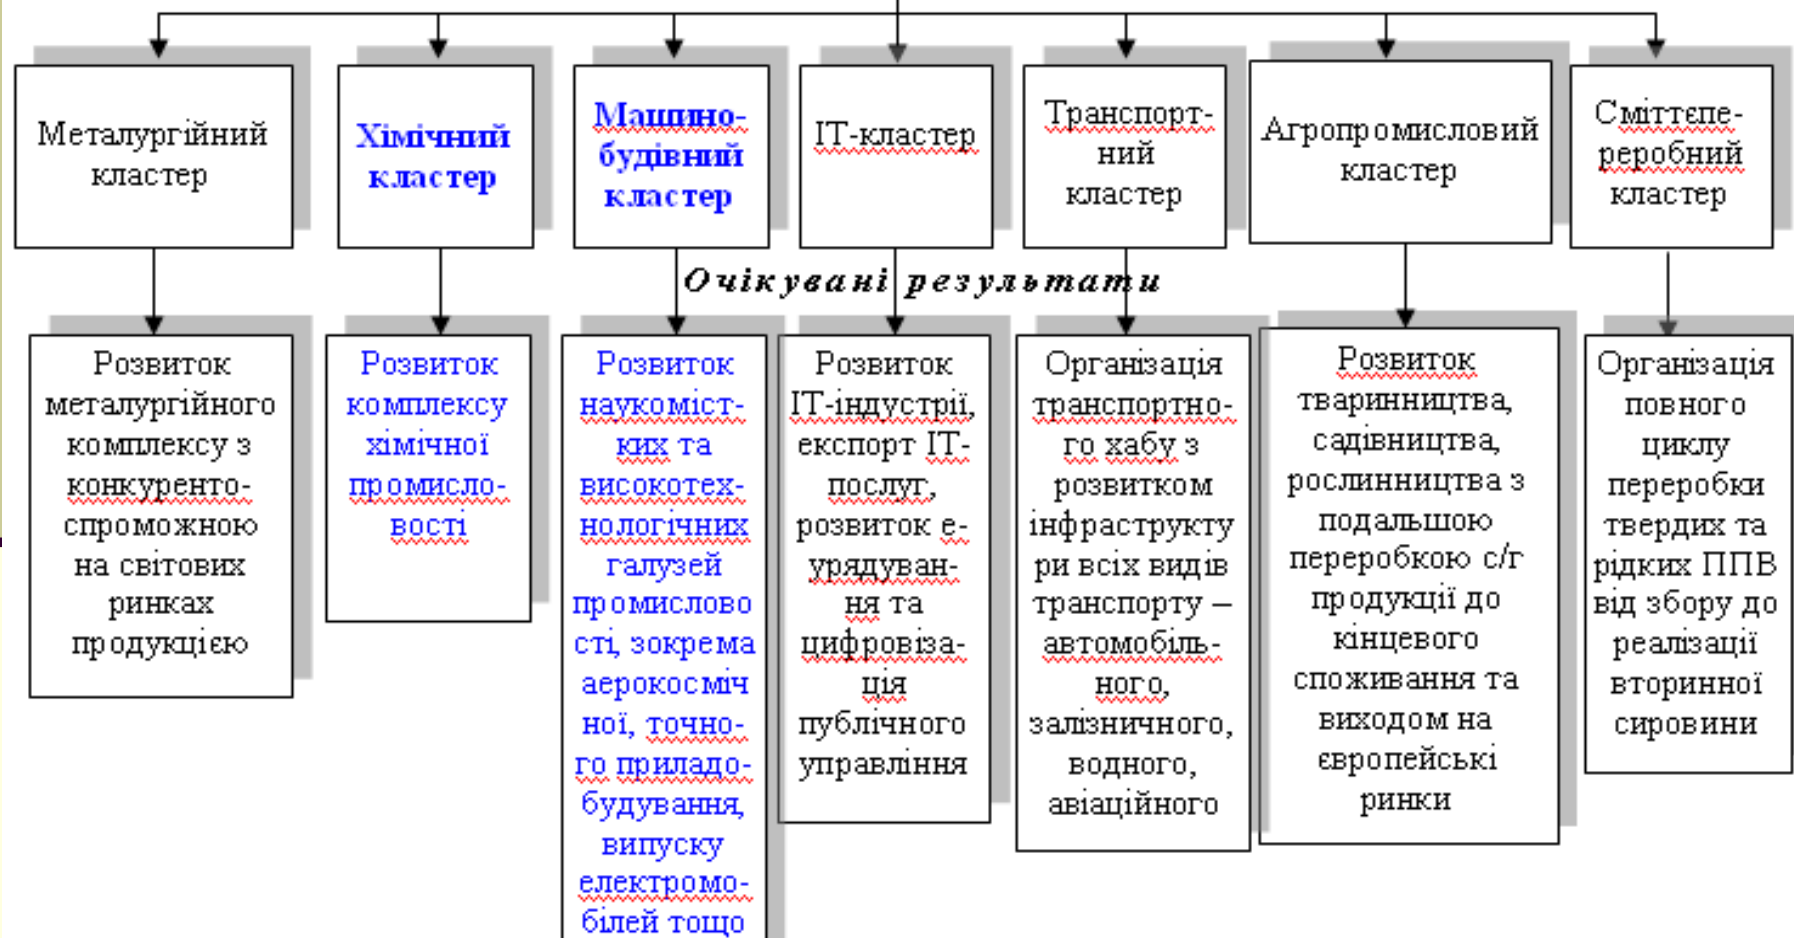 Металургійний
кластер
Хімічний
кластер
Машино-
будівний
кластер
ІТ-кластер
Транспорт-
ний
кластер
Агропромисловий
кластер
Сміттєпе-
реробний
кластер
Очікувані результати
Розвиток
металургійного
комплексу з
конкуренто-
спроможною
на світових
ринках
продукцією
Розвиток
комплексу
хімічної
промисло-
вості
Розвиток
наукоміст-
ких та
високотех-
нологічних
галузей
промислово
сті, зокрема
аерокосміч
ної, точно-
го приладо-
будування,
випуску
електромо-
білей тощо
Розвиток
ІТ-індустрії,
експорт ІТ-
послуг,
розвиток е-
урядуван-
ня та
цифровіза-
ція
публічного
управління
Організація
транспортно-
го хабу з
розвитком
інфраструкту
ри всіх видів
транспорту –
автомобіль-
ного,
залізничного,
водного,
авіаційного
Розвиток
тваринництва,
садівництва,
рослинництва з
подальшою
переробкою с/г
продукції до
кінцевого
споживання та
виходом на
європейські
ринки
Організація
повного
циклу
переробки
твердих та
рідких ППВ
від збору до
реалізації
вторинної
сировини